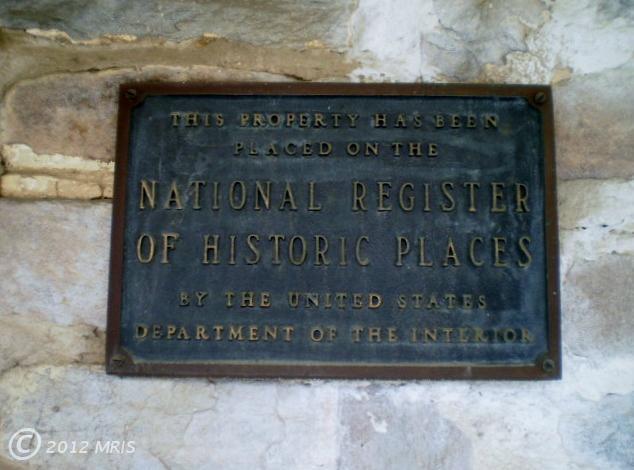 THIS PROPERTY HAS BEEN
PLACED ON THE
NATIONAL REGISTER
OF HISTORIC PLACES
BY THE UNITED STATES
DEPARTMENT OF THE INTERIOR
© 2012 MRIS